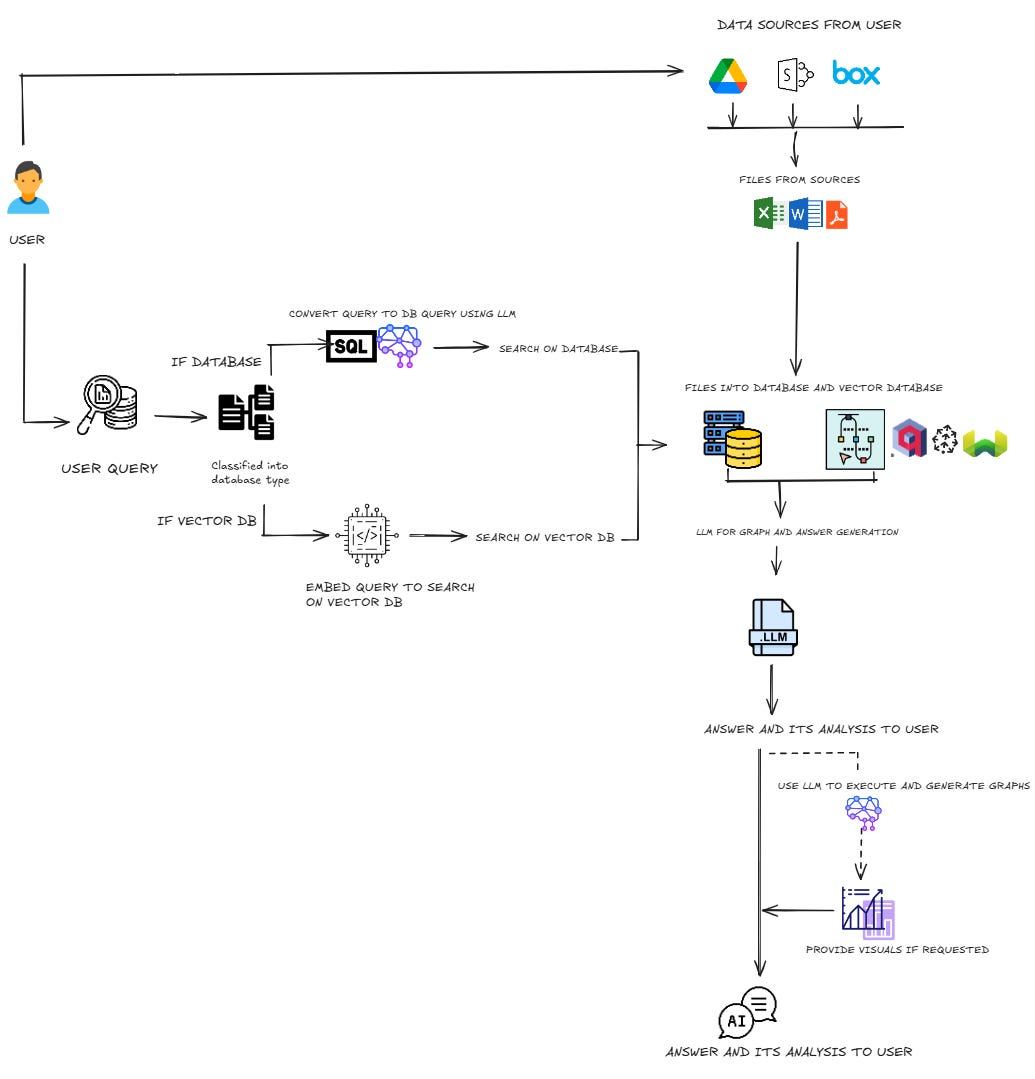 DATA SOURCES FROM USER
S
box
FILES FROM SOURCES
X
W
USER
CONVERT QUERY TO DB QUERY USING LLM
SQL
IF DATABASE
SEARCH ON DATABASE
FILES INTO DATABASE AND VECTOR DATABASE
USER QUERY
Classified into
database type
IF VECTOR DB
</>
SEARCH ON VECTOR DB
EMBED QUERY TO SEARCH
ON VECTOR DB
LLM FOR GRAPH AND ANSWER GENERATION
.LLM
ANSWER AND ITS ANALYSIS TO USER
USE LLM TO EXECUTE AND GENERATE GRAPHS
PROVIDE VISUALS IF REQUESTED
AI
ANSWER AND ITS ANALYSIS TO USER